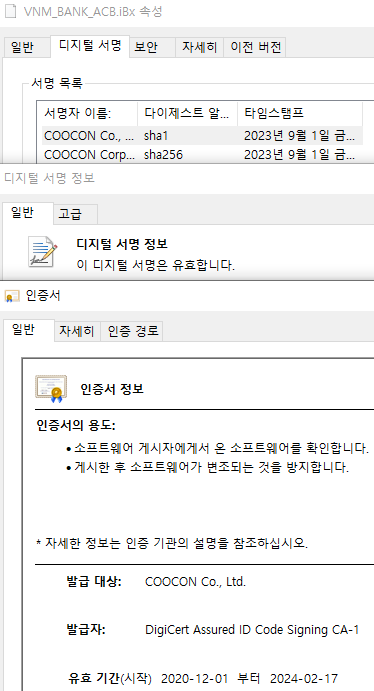 VNM_BANK_ACB.iBx 속성
일반 디지털 서명 보안 자세히 이전 버전
서명 목록
서명자 이름: 다이제스트 알... 타임스탬프
COOCON Co., ... sha1 2023년 9월 1일 금...
COOCON Corp... sha256 2023년 9월 1일 금...
디지털 서명 정보
일반 고급
디지털 서명 정보
이 디지털 서명은 유효합니다.
인증서
일반 자세히 인증 경로
인증서 정보
인증서의 용도:
• 소프트웨어 게시자에게서 온 소프트웨어를 확인합니다.
• 게시한 후 소프트웨어가 변조되는 것을 방지합니다.
* 자세한 정보는 인증 기관의 설명을 참조하십시오.
발급 대상: COOCON Co., Ltd.
발급자: DigiCert Assured ID Code Signing CA-1
유효 기간(시작) 2020-12-01 부터 2024-02-17